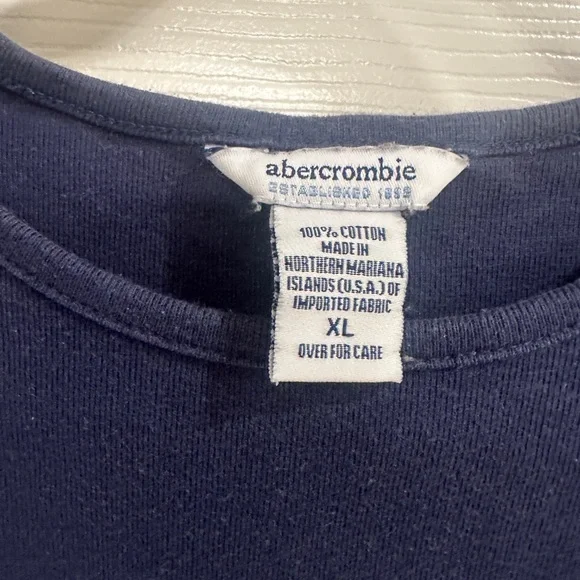 abercrombie
ESTABLISHED 1892
100% COTTON
MADE IN
NORTHERN MARIANA
ISLANDS (U.S.A.) OF
IMPORTED FABRIC
XL
OVER FOR CARE